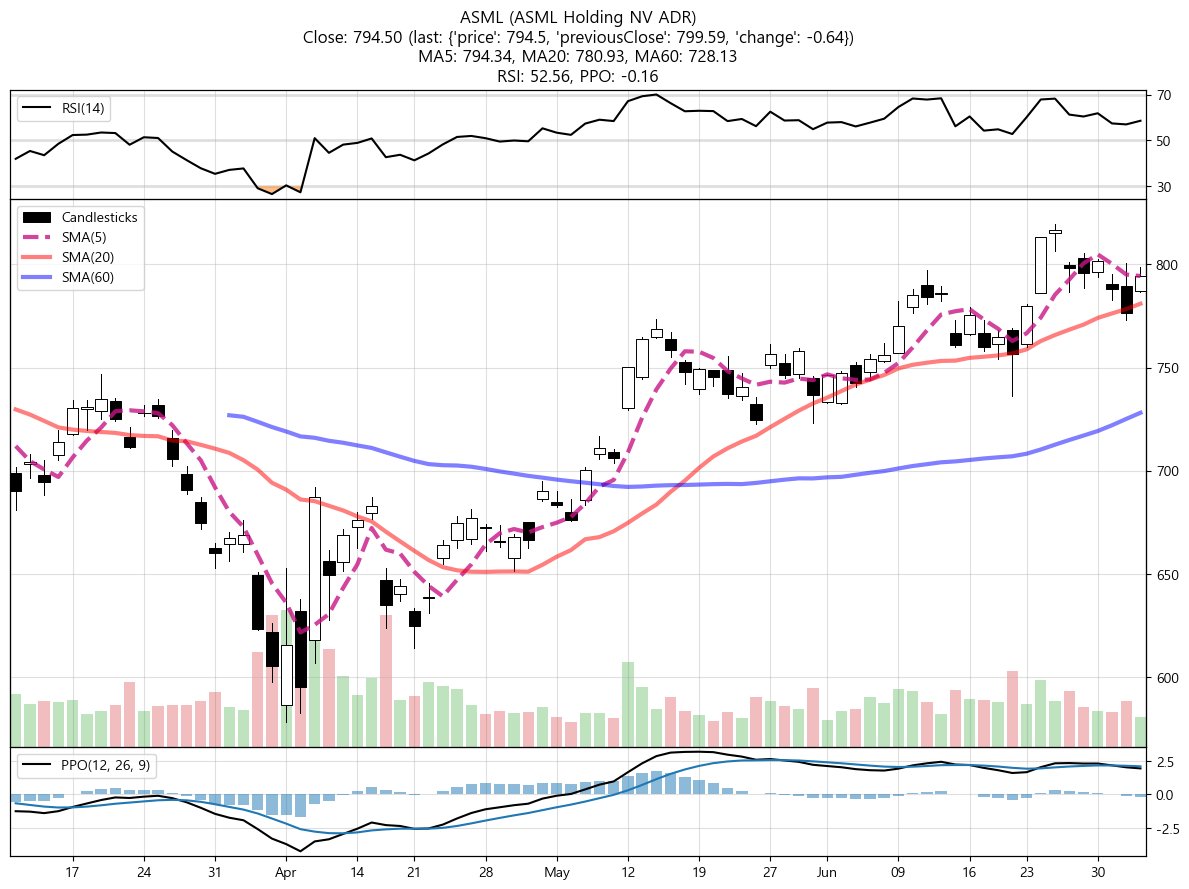 ASML (ASML Holding NV ADR)
Close: 794.50 (last: {'price': 794.5, 'previousClose': 799.59, 'change': -0.64})
MA5: 794.34, MA20: 780.93, MA60: 728.13
RSI: 52.56, PPO: -0.16
RSI(14)
70
50
30
Candlesticks
SMA(5)
SMA(20)
SMA(60)
800
750
700
650
600
PPO(12, 26, 9)
2.5
0.0
-2.5
17 24 31 Apr 14 21 28 May 12 19 27 Jun 09 16 23 30